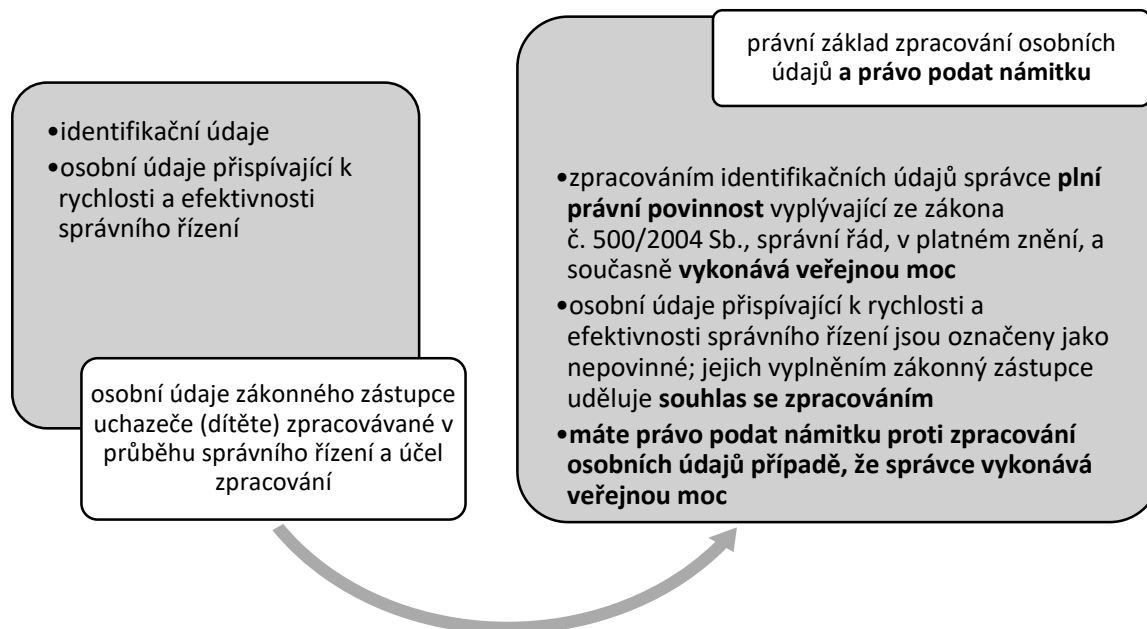 •identifikační údaje
•osobní údaje přispívající k
rychlosti a efektivnosti
správního řízení
osobní údaje zákonného zástupce
uchazeče (dítěte) zpracovávané v
průběhu správního řízení a účel
zpracování
právní základ zpracování osobních
údajů a právo podat námitku
•zpracováním identifikačních údajů správce plní
právní povinnost vyplývající ze zákona
č. 500/2004 Sb., správní řád, v platném znění, a
současně vykonává veřejnou moc
•osobní údaje přispívající k rychlosti a
efektivnosti správního řízení jsou označeny jako
nepovinné; jejich vyplněním zákonný zástupce
uděluje souhlas se zpracováním
•máte právo podat námitku proti zpracování
osobních údajů případě, že správce vykonává
veřejnou moc